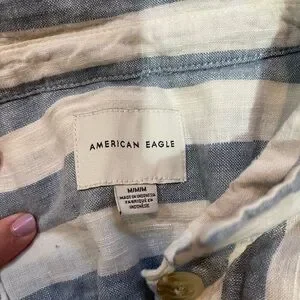 AMERICAN EAGLE
M/M/M
MADE IN INDONESIA
FABRIQUÉ EN
INDONÉSIE